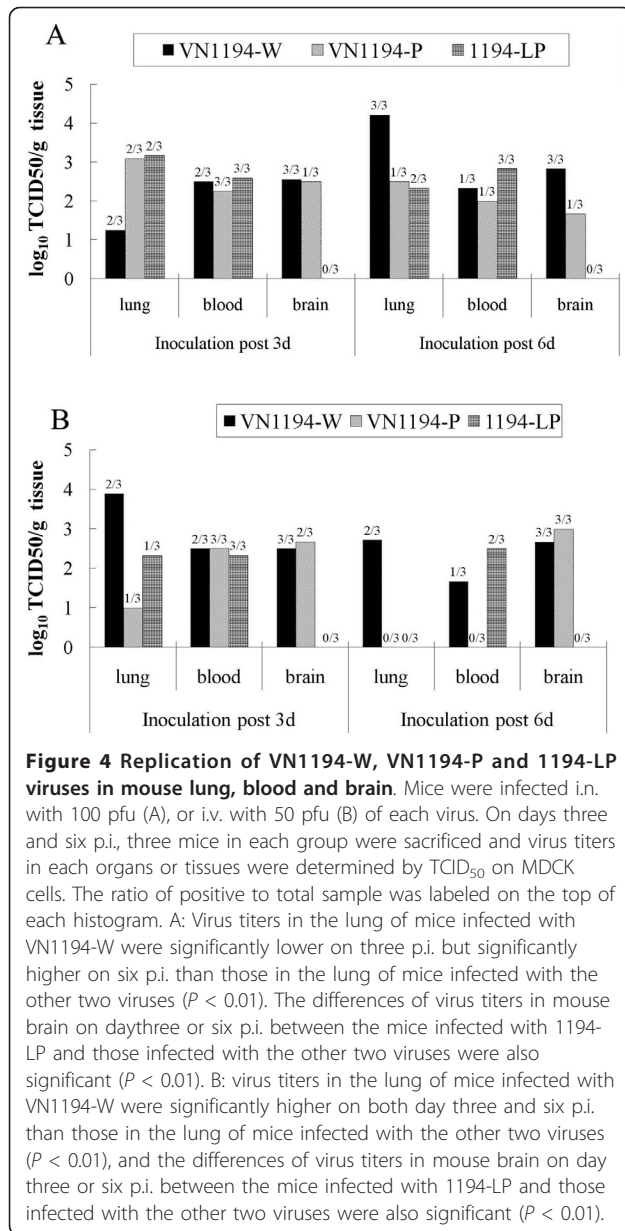 A
VN1194-W VN1194-P 1194-LP
log₁₀ TCID50/g tissue
5
4
3
2
1
0
2/3 2/3 2/3 2/3 3/3 3/3 3/3 1/3 0/3 3/3 1/3 2/3 1/3 1/3 3/3 3/3 1/3 0/3
lung blood brain lung blood brain
Inoculation post 3d Inoculation post 6d
B
VN1194-W VN1194-P 1194-LP
log₁₀ TCID50/g tissue
5
4
3
2
1
0
2/3 1/3 1/3 2/3 3/3 3/3 3/3 2/3 0/3 2/3 0/3 0/3 1/3 0/3 2/3 3/3 3/3 0/3
lung blood brain lung blood brain
Inoculation post 3d Inoculation post 6d
Figure 4 Replication of VN1194-W, VN1194-P and 1194-LP
viruses in mouse lung, blood and brain. Mice were infected i.n.
with 100 pfu (A), or i.v. with 50 pfu (B) of each virus. On days three
and six p.i., three mice in each group were sacrificed and virus titers
in each organs or tissues were determined by TCID₅₀ on MDCK
cells. The ratio of positive to total sample was labeled on the top of
each histogram. A: Virus titers in the lung of mice infected with
VN1194-W were significantly lower on three p.i. but significantly
higher on six p.i. than those in the lung of mice infected with the
other two viruses (P < 0.01). The differences of virus titers in mouse
brain on daythree or six p.i. between the mice infected with 1194-
LP and those infected with the other two viruses were also
significant (P < 0.01). B: virus titers in the lung of mice infected with
VN1194-W were significantly higher on both day three and six p.i.
than those in the lung of mice infected with the other two viruses
(P < 0.01), and the differences of virus titers in mouse brain on day
three or six p.i. between the mice infected with 1194-LP and those
infected with the other two viruses were also significant (P < 0.01).